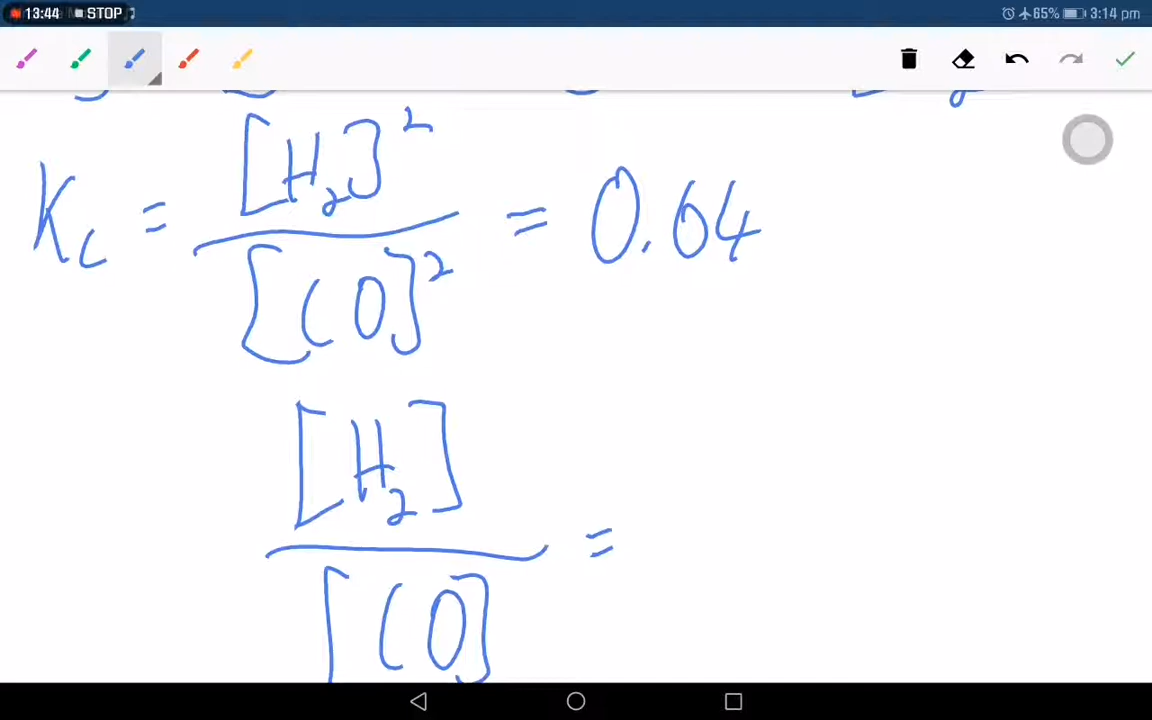 13:44 STOP
65% 3:14 pm
Kc = [H2]² / [CO]² = 0.64
[H2] / [CO] =